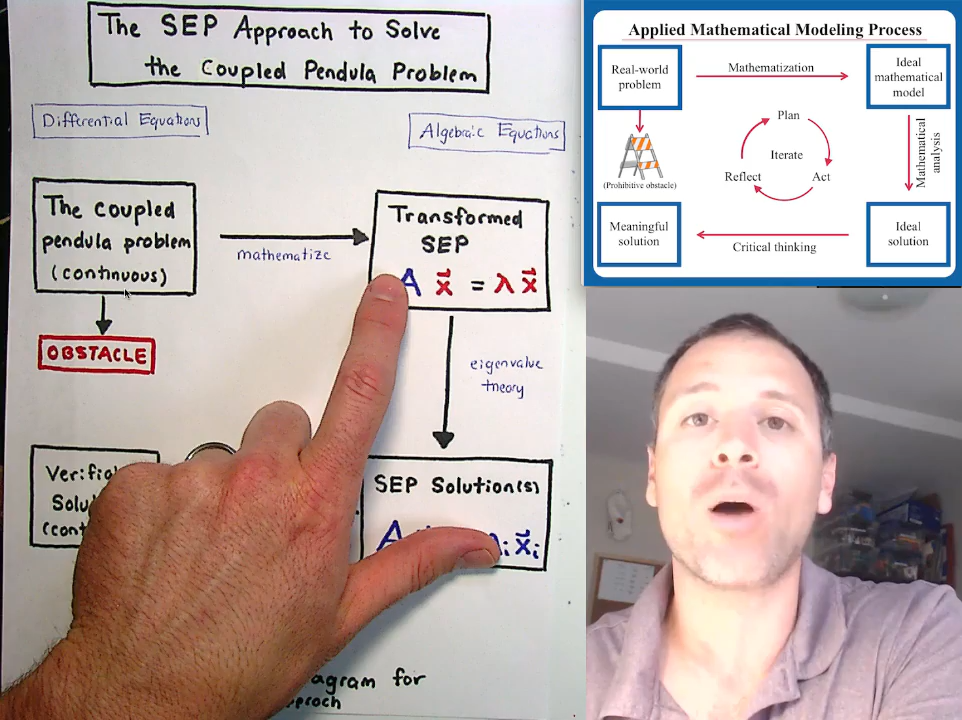 The SEP Approach to Solve
the Coupled Pendula Problem
Differential Equations
Algebraic Equations
The coupled
pendula problem
(continuous)
mathematize
Transformed
SEP
A x⃗ = λ x⃗
OBSTACLE
eigenvalue
theory
SEP Solution(s)
A
i x⃗i
for
Applied Mathematical Modeling Process
Real-world
problem
Mathematization
Ideal
mathematical
model
(Prohibitive obstacle)
Plan
Iterate
Reflect
Act
Mathematical
analysis
Meaningful
solution
Critical thinking
Ideal
solution